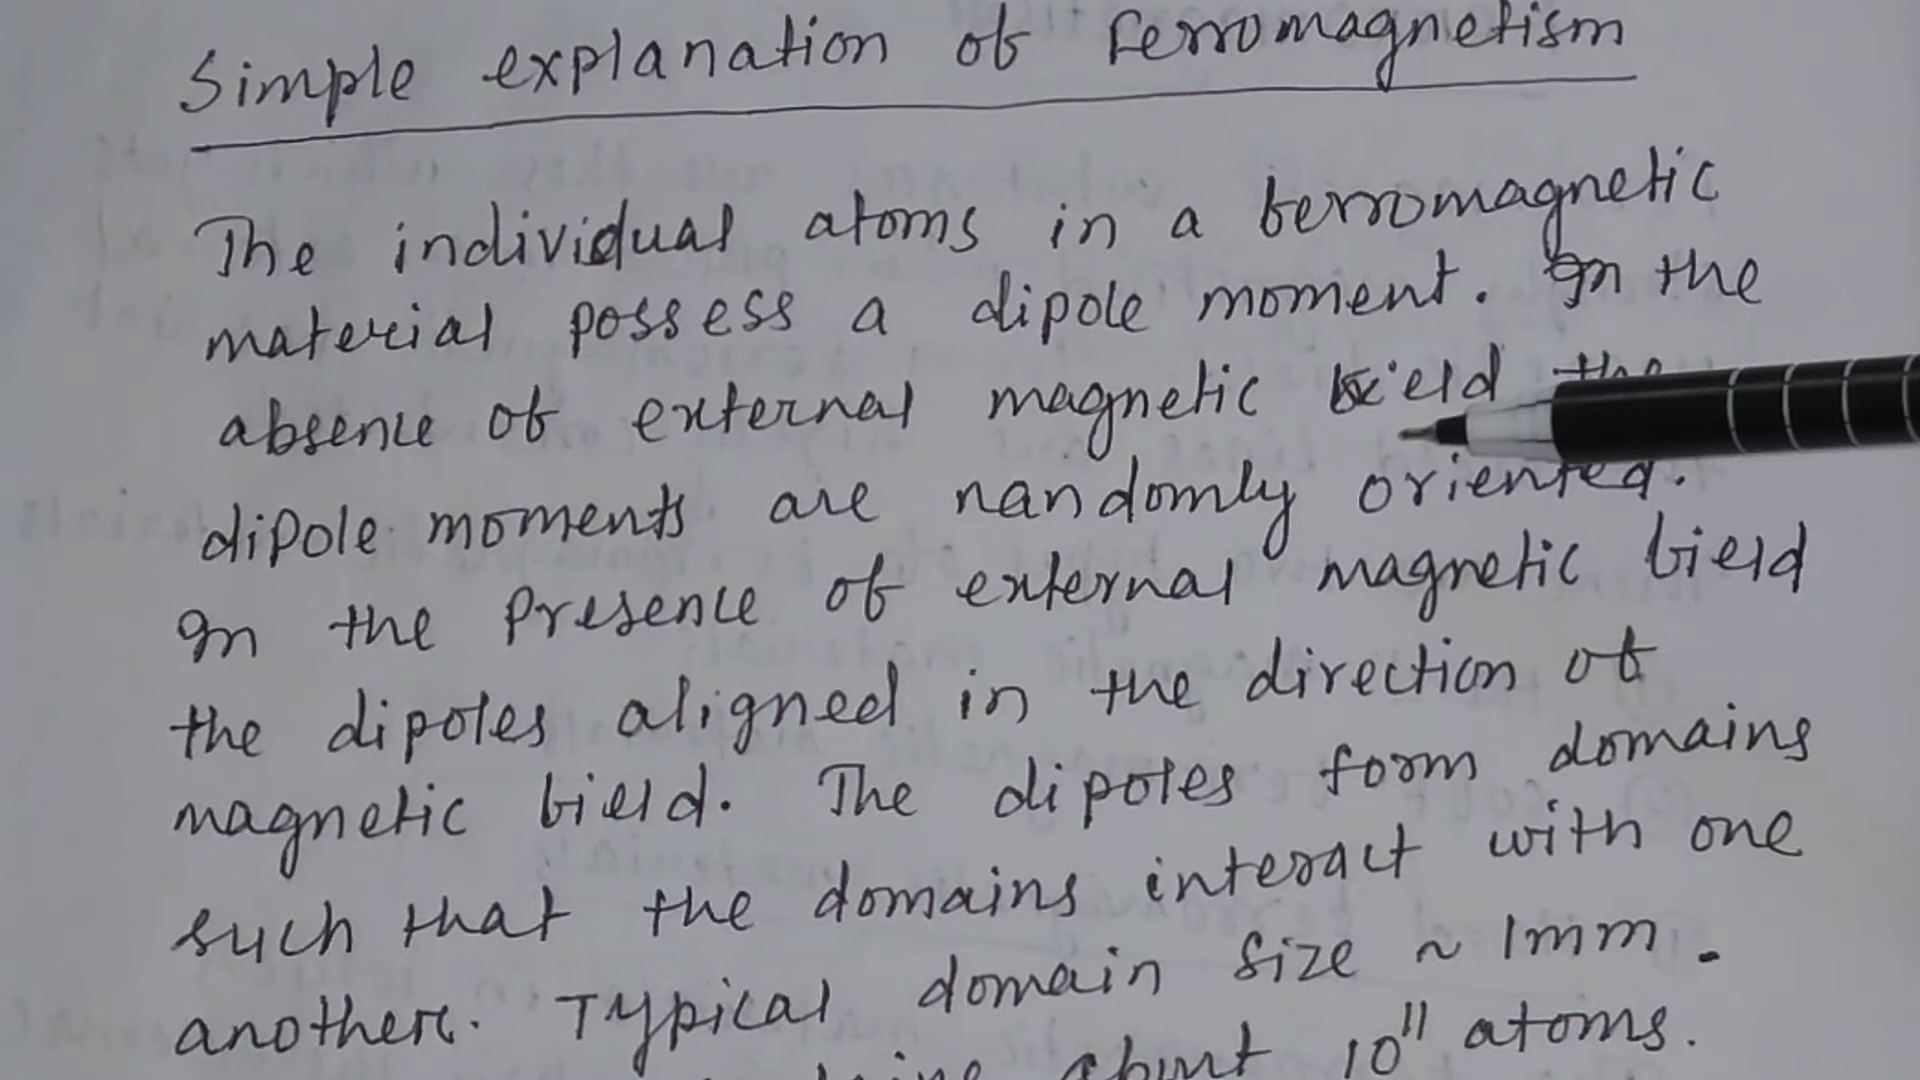 Simple explanation of Ferromagnetism
The individual atoms in a ferromagnetic
material possess a dipole moment. In the
absence of external magnetic field the
dipole moments are randomly oriented.
In the presence of external magnetic field
the dipoles aligned in the direction of
magnetic field. The dipoles form domains
such that the domains interact with one
another. Typical domain size ~ 1mm.
about 10¹¹ atoms.